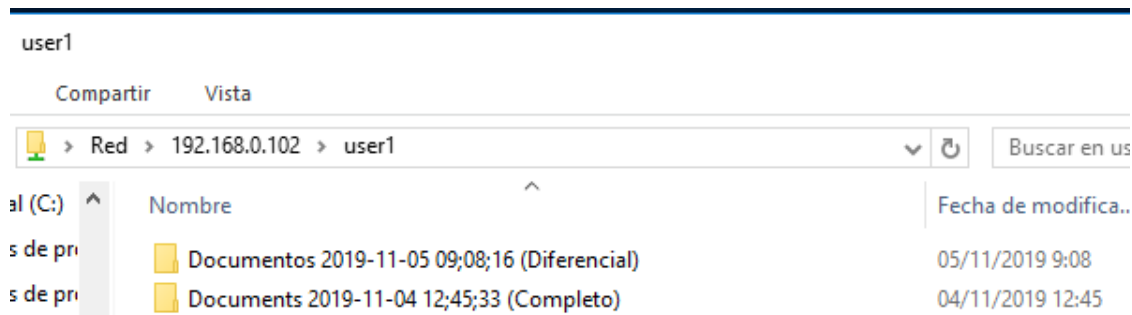 user1
Compartir Vista
Red > 192.168.0.102 > user1 Buscar en us
al (C:) Nombre Fecha de modifica...
s de pr Documentos 2019-11-05 09;08;16 (Diferencial) 05/11/2019 9:08
s de pr Documents 2019-11-04 12;45;33 (Completo) 04/11/2019 12:45